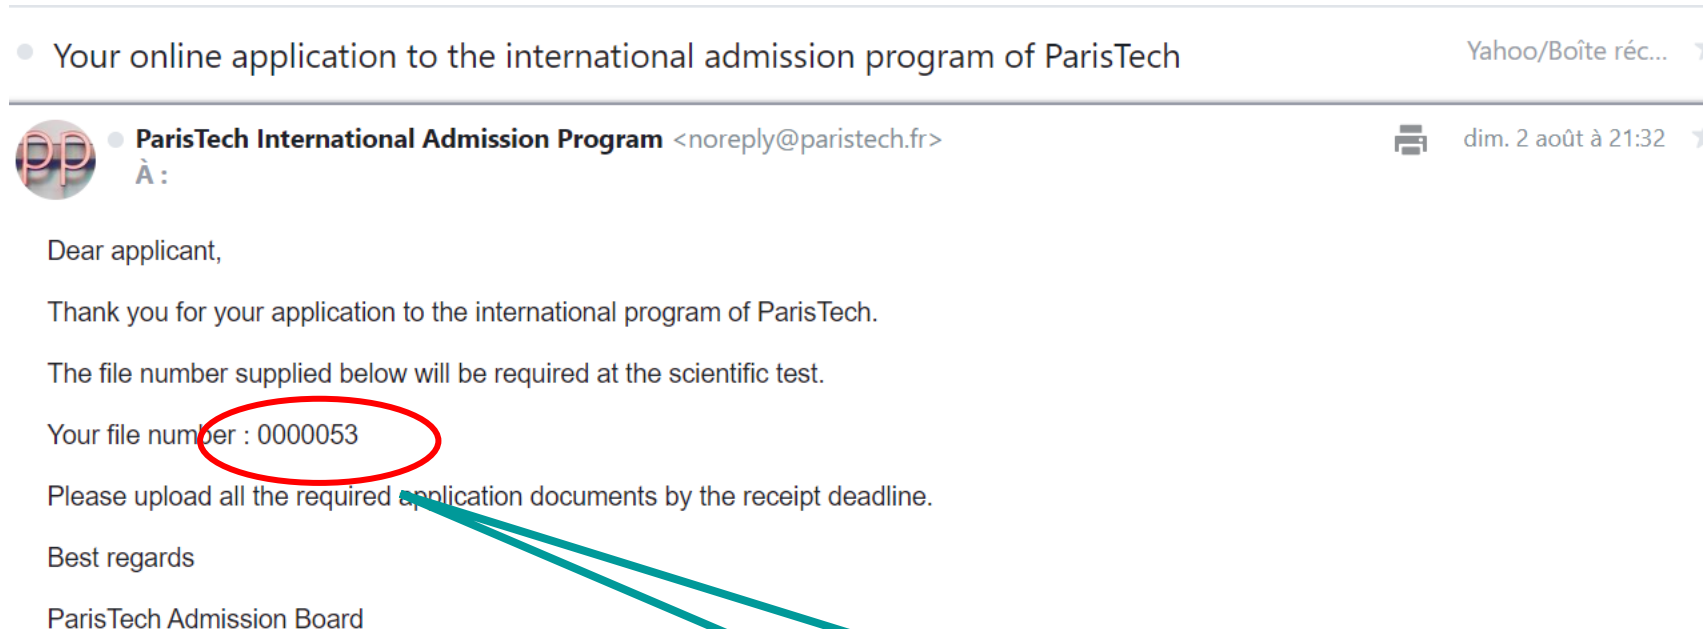 Your online application to the international admission program of ParisTech
Yahoo/Boîte réc...
pp
ParisTech International Admission Program <noreply@paristech.fr>
dim. 2 août à 21:32
À :
Dear applicant,
Thank you for your application to the international program of ParisTech.
The file number supplied below will be required at the scientific test.
Your file number : 0000053
Please upload all the required application documents by the receipt deadline.
Best regards
ParisTech Admission Board